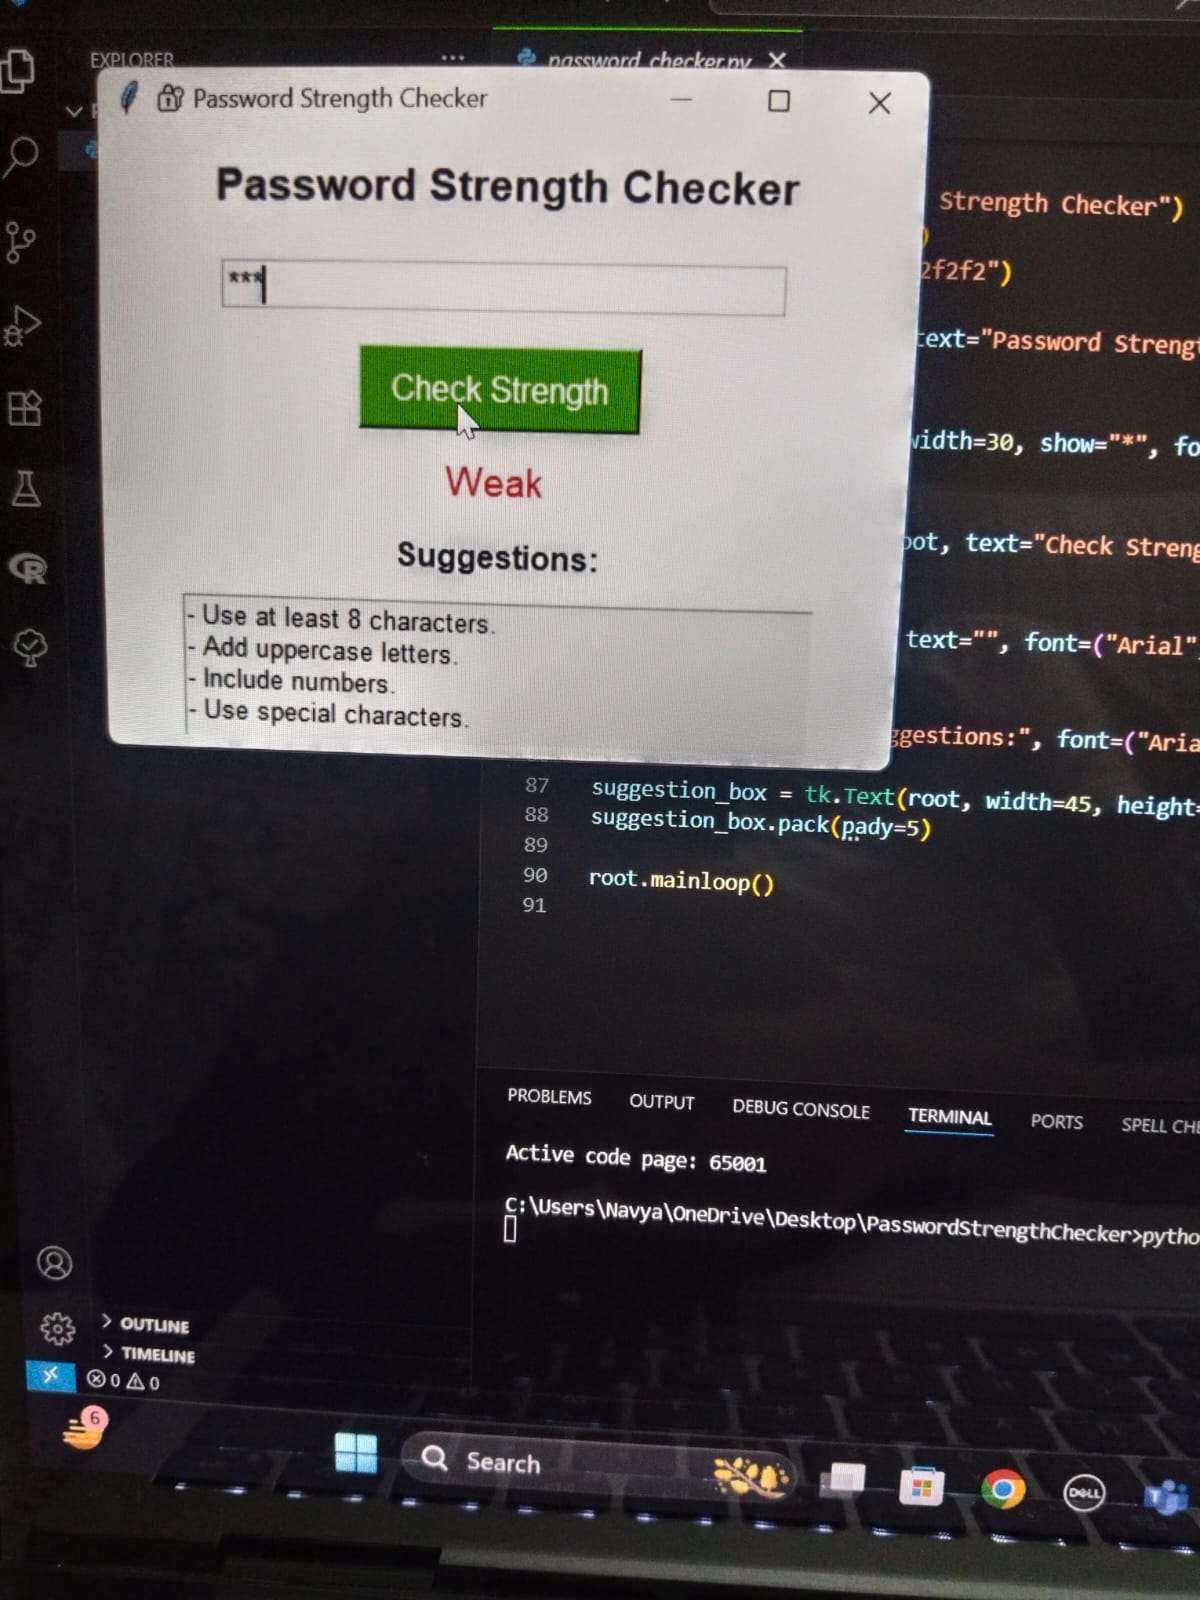 EXPLORER
password_checker.py
Password Strength Checker
Password Strength Checker
***
Check Strength
Weak
Suggestions:
- Use at least 8 characters.
- Add uppercase letters.
- Include numbers.
- Use special characters.
Strength Checker")
)
2f2f2")
text="Password Strengt
width=30, show="*", fo
oot, text="Check Streng
text="", font=("Arial"
ggestions:", font=("Aria
87 suggestion_box = tk.Text(root, width=45, height=
88 suggestion_box.pack(pady=5)
89
90 root.mainloop()
91
PROBLEMS OUTPUT DEBUG CONSOLE TERMINAL PORTS SPELL CHE
Active code page: 65001
C:\Users\Navya\OneDrive\Desktop\PasswordStrengthChecker>pytho
OUTLINE
TIMELINE
0 0
6
Search
DELL
T
R